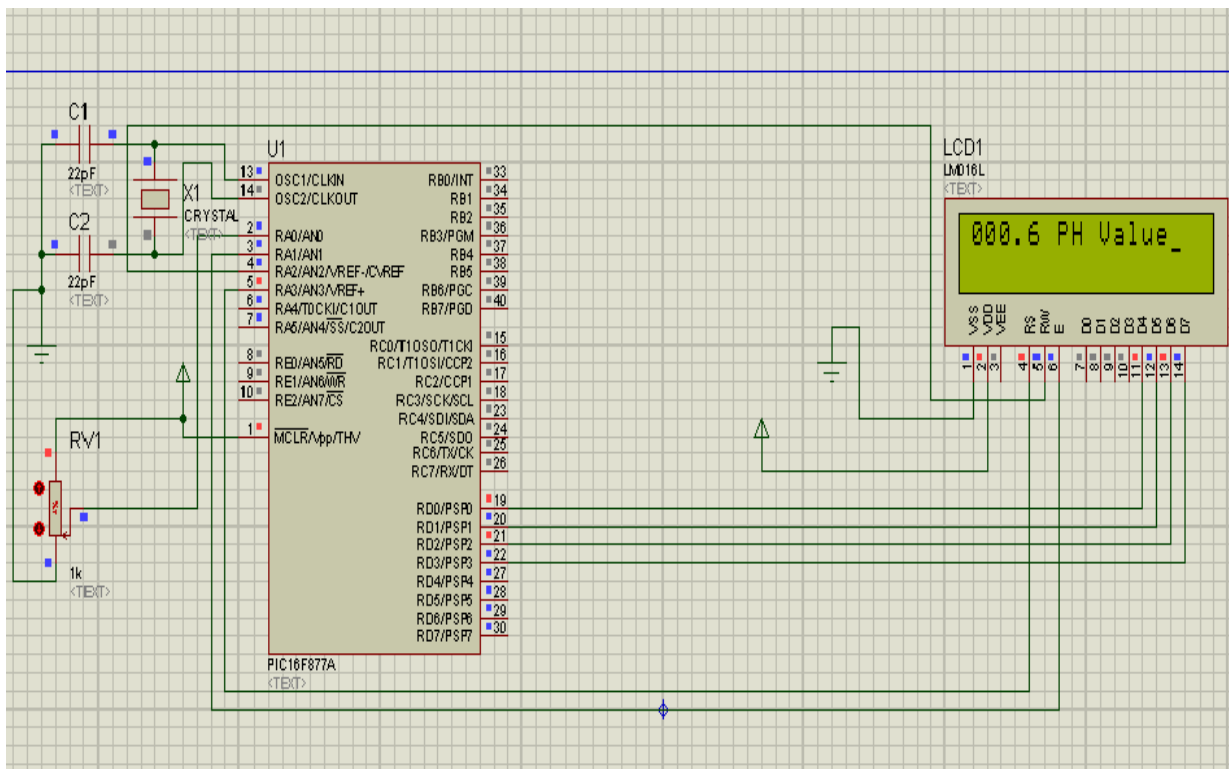 C1
22pF
<TEXT>
X1
CRYSTAL
<TEXT>
C2
22pF
<TEXT>
RV1
1%
1k
<TEXT>
U1
13 OSC1/CLKIN
14 OSC2/CLKOUT
2 RA0/AN0
3 RA1/AN1
4 RA2/AN2/VREF-/CVREF
5 RA3/AN3/VREF+
6 RA4/T0CKI/C1OUT
7 RA5/AN4/SS/C2OUT
8 RE0/AN5/RD
9 RE1/AN6/WR
10 RE2/AN7/CS
1 MCLR/Vpp/THV
RB0/INT 33
RB1 34
RB2 35
RB3/PGM 36
RB4 37
RB5 38
RB6/PGC 39
RB7/PGD 40
RC0/T1OSO/T1CKI 15
RC1/T1OSI/CCP2 16
RC2/CCP1 17
RC3/SCK/SCL 18
RC4/SDI/SDA 23
RC5/SDO 24
RC6/TX/CK 25
RC7/RX/DT 26
RD0/PSP0 19
RD1/PSP1 20
RD2/PSP2 21
RD3/PSP3 22
RD4/PSP4 27
RD5/PSP5 28
RD6/PSP6 29
RD7/PSP7 30
PIC16F877A
<TEXT>
LCD1
LM016L
<TEXT>
000.6 PH Value_
VSS VDD VEE RS RW E D0 D1 D2 D3 D4 D5 D6 D7
1 2 3 4 5 6 7 8 9 10 11 12 13 14